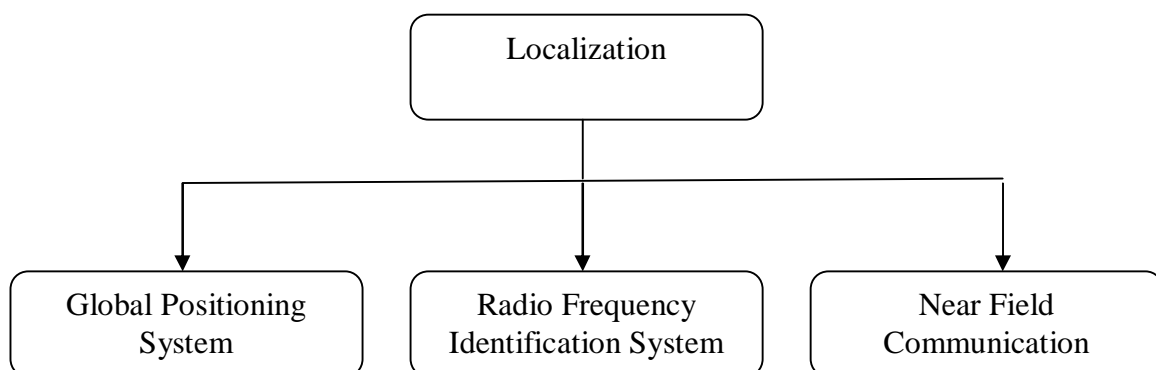 Localization
Global Positioning
System
Radio Frequency
Identification System
Near Field
Communication